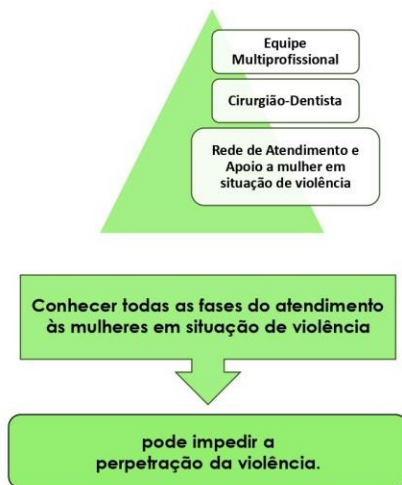 Equipe
Multiprofissional
Cirurgião-Dentista
Rede de Atendimento e
Apoio a mulher em
situação de violência
Conhecer todas as fases do atendimento
às mulheres em situação de violência
pode impedir a
perpetração da violência.